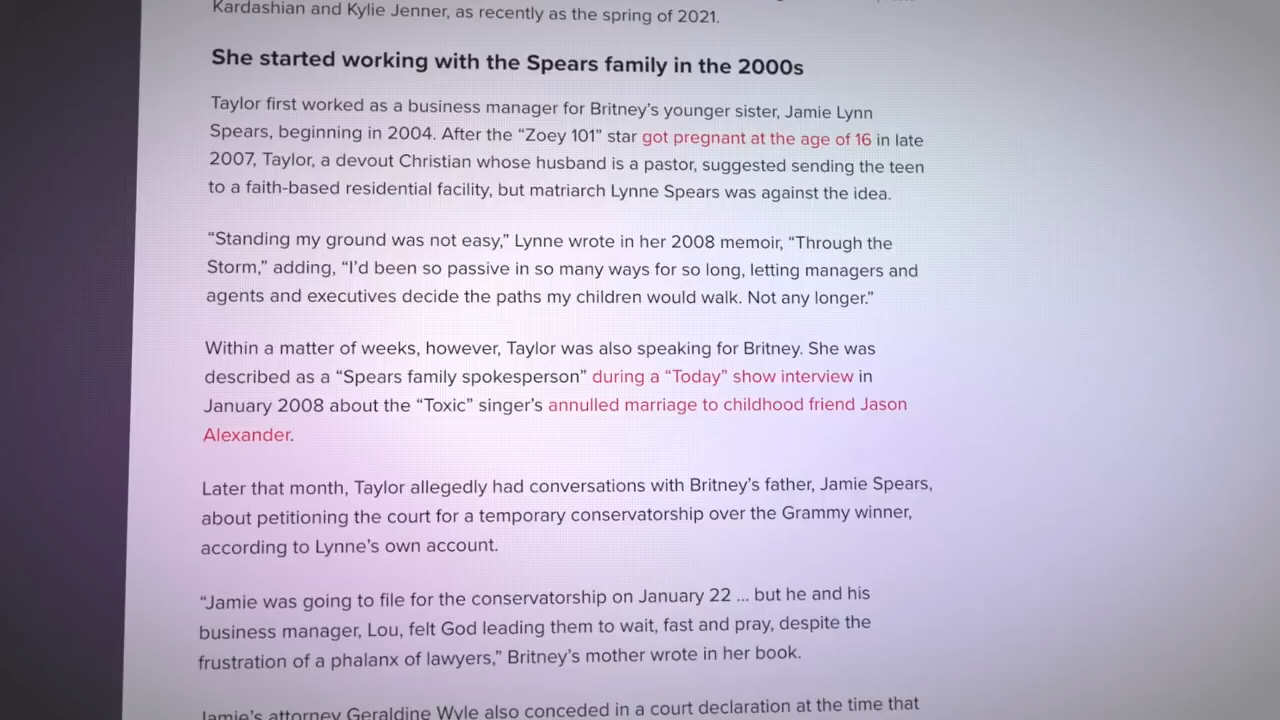 Kardashian and Kylie Jenner, as recently as the spring of 2021.
She started working with the Spears family in the 2000s
Taylor first worked as a business manager for Britney's younger sister, Jamie Lynn
Spears, beginning in 2004. After the “Zoey 101” star got pregnant at the age of 16 in late
2007, Taylor, a devout Christian whose husband is a pastor, suggested sending the teen
to a faith-based residential facility, but matriarch Lynne Spears was against the idea.
“Standing my ground was not easy,” Lynne wrote in her 2008 memoir, “Through the
Storm,” adding, “I'd been so passive in so many ways for so long, letting managers and
agents and executives decide the paths my children would walk. Not any longer.”
Within a matter of weeks, however, Taylor was also speaking for Britney. She was
described as a “Spears family spokesperson” during a “Today” show interview in
January 2008 about the “Toxic” singer's annulled marriage to childhood friend Jason
Alexander.
Later that month, Taylor allegedly had conversations with Britney's father, Jamie Spears,
about petitioning the court for a temporary conservatorship over the Grammy winner,
according to Lynne's own account.
“Jamie was going to file for the conservatorship on January 22 ... but he and his
business manager, Lou, felt God leading them to wait, fast and pray, despite the
frustration of a phalanx of lawyers,” Britney's mother wrote in her book.
Jamie's attorney Geraldine Wyle also conceded in a court declaration at the time that